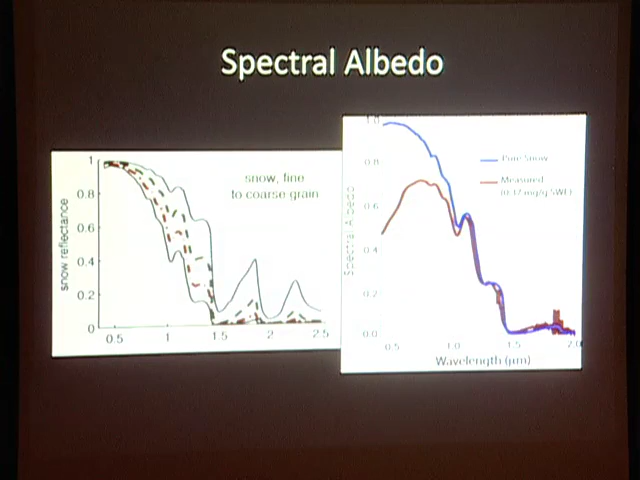 Spectral Albedo
snow, fine
to coarse grain
snow reflectance
1
0.8
0.6
0.4
0.2
0
0.5
1
1.5
2
2.5
Spectral Albedo
1.0
0.8
0.6
0.4
0.2
0.0
Pure Snow
Measured
0.5
1.0
1.5
2.0
Wavelength (µm)